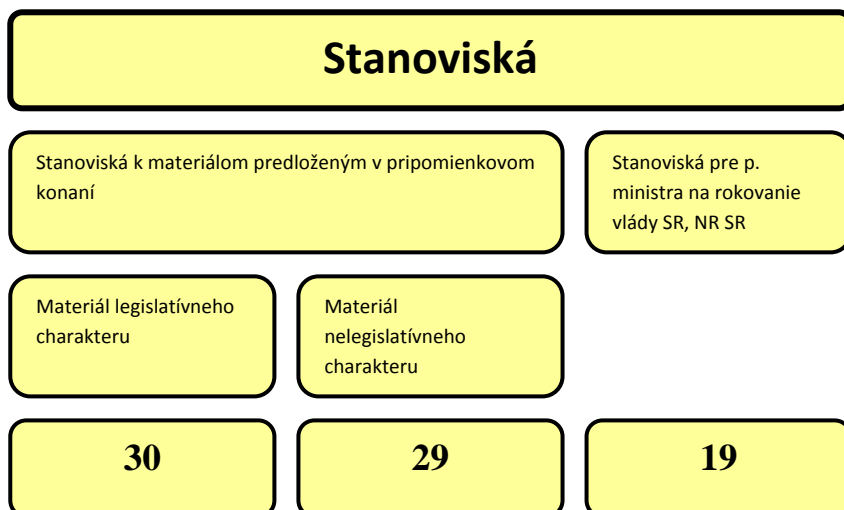 Stanoviská
Stanoviská k materiálom predloženým v pripomienkovom
konaní
Stanoviská pre p.
ministra na rokovanie
vlády SR, NR SR
Materiál legislatívneho
charakteru
Materiál
nelegislatívneho
charakteru
30
29
19